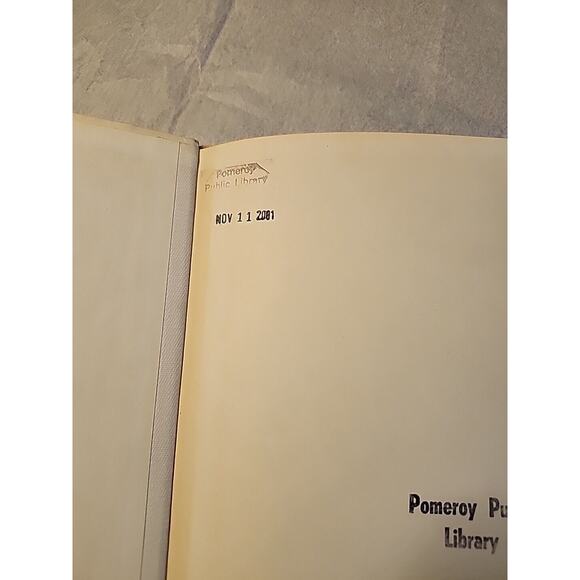 Pomeroy
Public Library
NOV 11 2001
Pomeroy Pu
Library